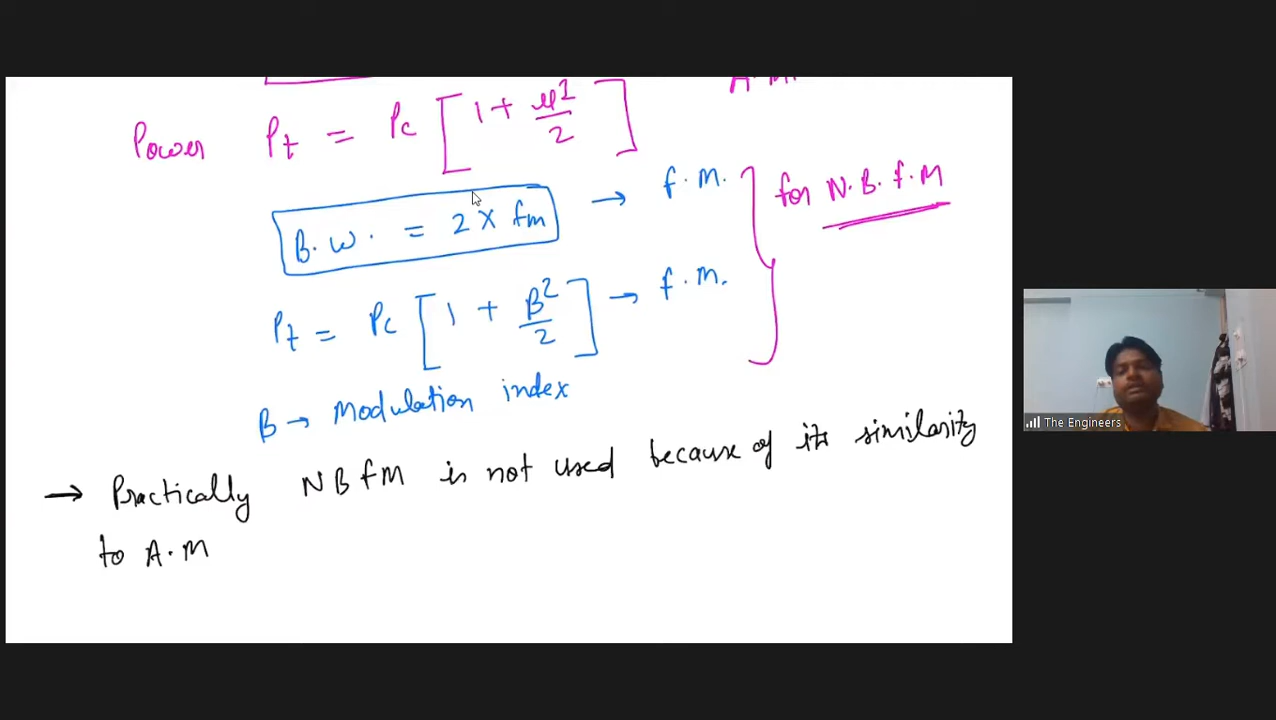 A.M.
Power Pt = Pc [1 + μ²/2]
B.W. = 2 x fm → f.M.
for N.B.f.M
Pt = Pc [1 + β²/2] → f.M.
B → Modulation index
→ Practically NBfM is not used because of its similarity
to A.M
The Engineers